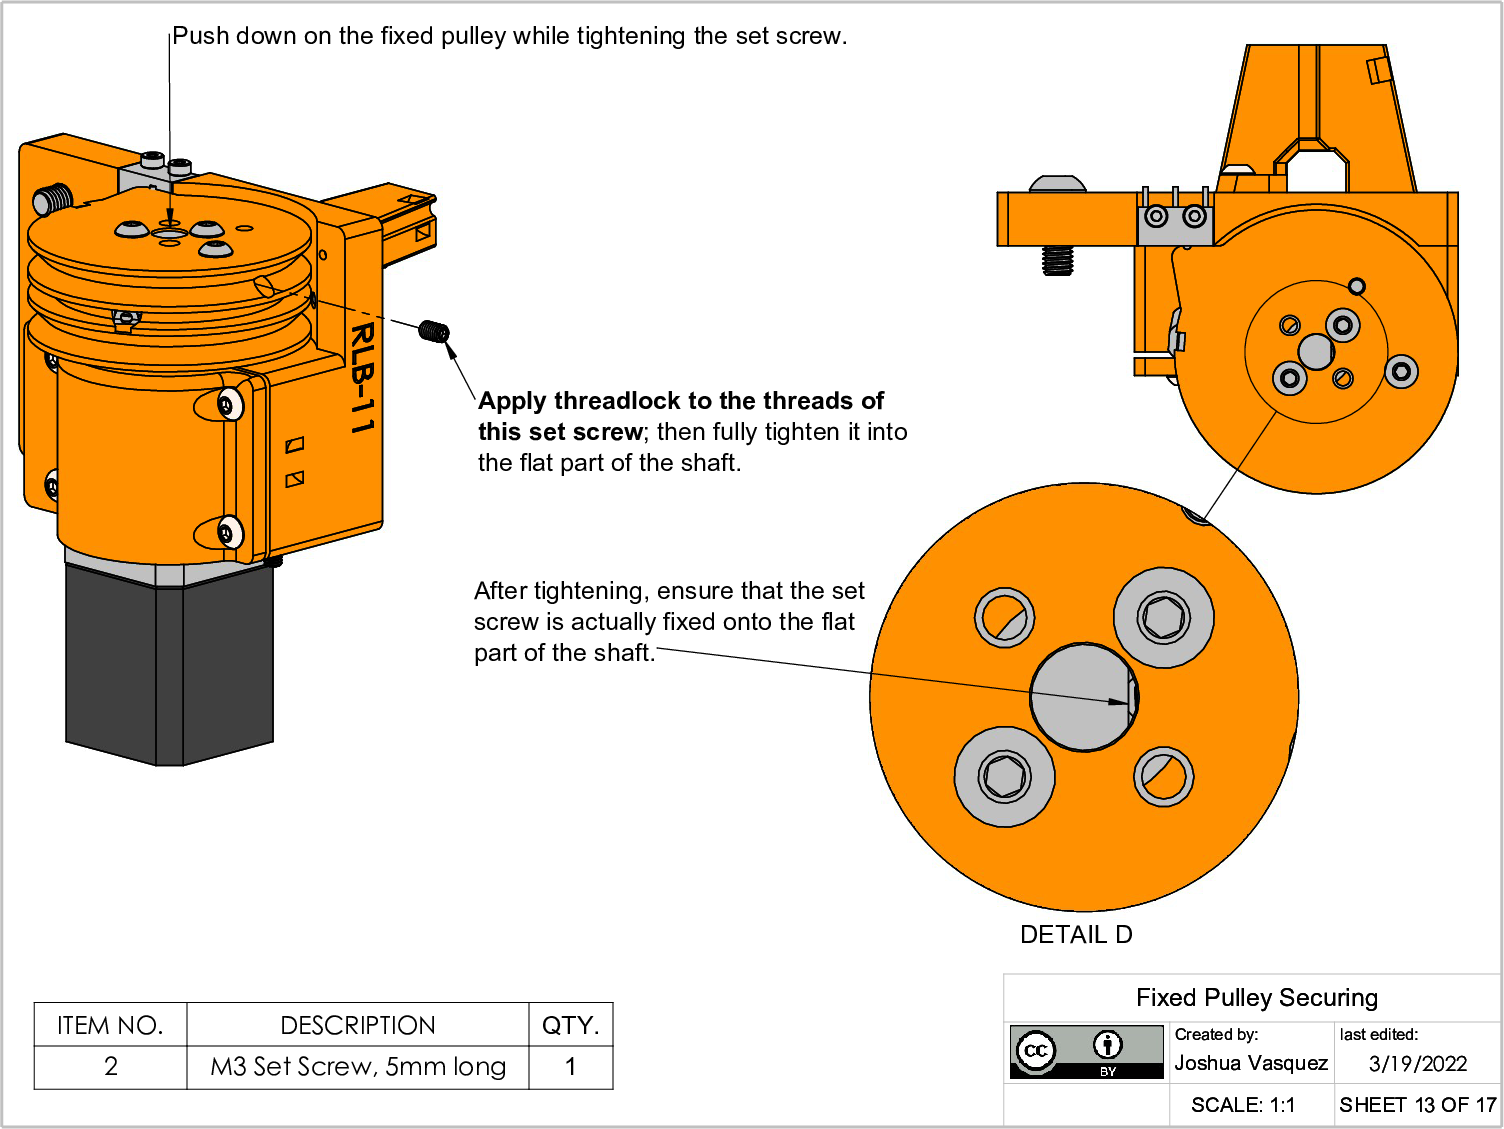 Push down on the fixed pulley while tightening the set screw.
RLB-11
Apply threadlock to the threads of
this set screw; then fully tighten it into
the flat part of the shaft.
After tightening, ensure that the set
screw is actually fixed onto the flat
part of the shaft.
DETAIL D
ITEM NO. DESCRIPTION QTY.
2 M3 Set Screw, 5mm long 1
Fixed Pulley Securing
cc BY
Created by:
Joshua Vasquez
last edited:
3/19/2022
SCALE: 1:1
SHEET 13 OF 17